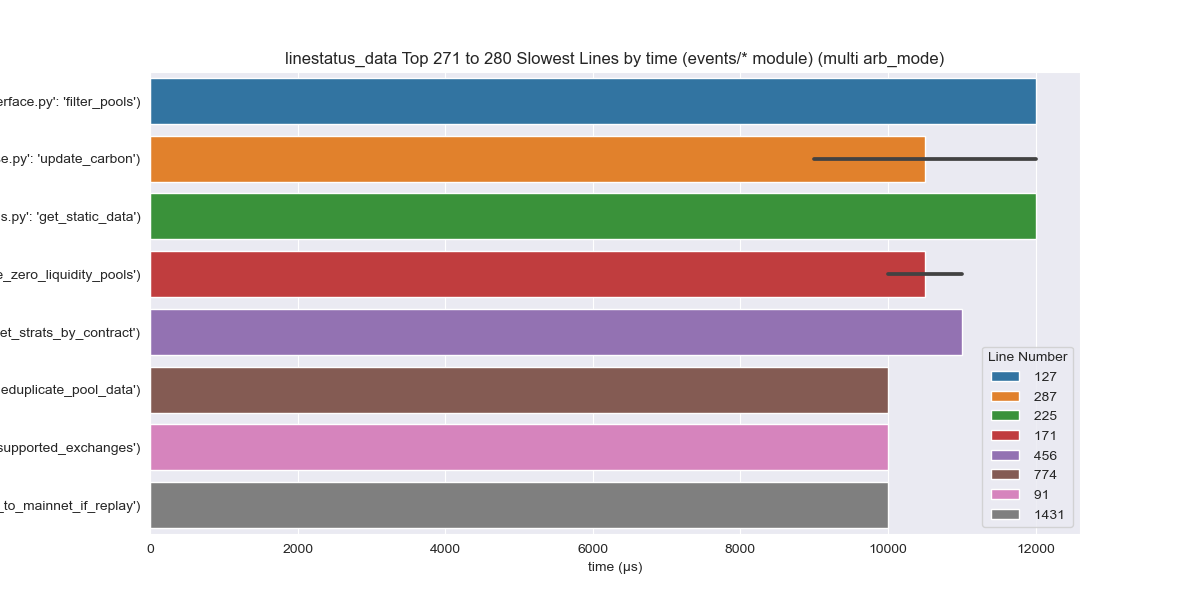 linestatus_data Top 271 to 280 Slowest Lines by time (events/* module) (multi arb_mode)
erface.py': 'filter_pools')
e.py': 'update_carbon')
s.py': 'get_static_data')
e_zero_liquidity_pools')
et_strats_by_contract')
eduplicate_pool_data')
supported_exchanges')
_to_mainnet_if_replay')
Line Number
127
287
225
171
456
774
91
1431
0 2000 4000 6000 8000 10000 12000
time (µs)